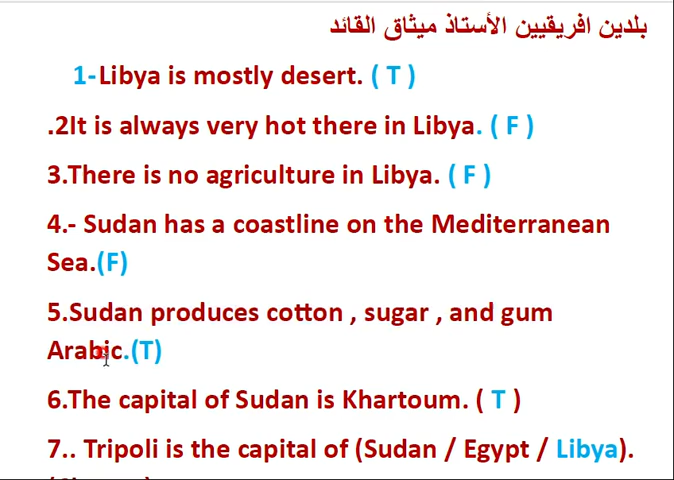 بلدين افريقيين الأستاذ ميثاق القائد
1-Libya is mostly desert. ( T )
.2It is always very hot there in Libya. ( F )
3.There is no agriculture in Libya. ( F )
4.- Sudan has a coastline on the Mediterranean
Sea.(F)
5.Sudan produces cotton , sugar , and gum
Arabic.(T)
6.The capital of Sudan is Khartoum. ( T )
7.. Tripoli is the capital of (Sudan / Egypt / Libya).